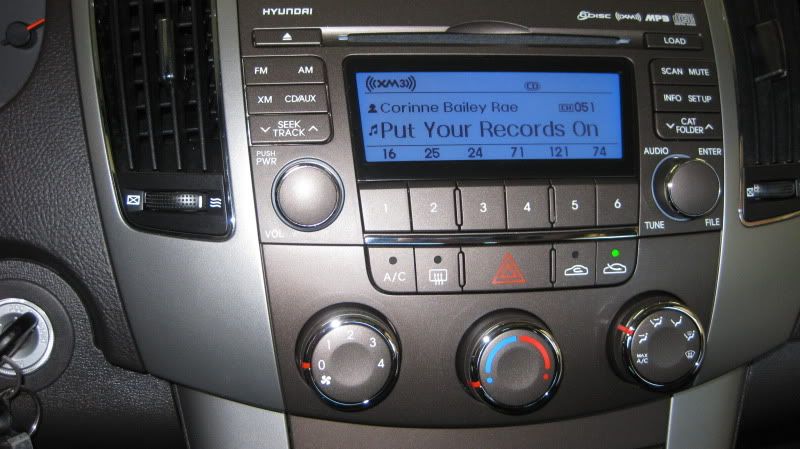 HYUNDAI
6DISC XM MP3
LOAD
FM AM
XM CD/AUX
SEEK
TRACK
XM3
CD
SCAN MUTE
INFO SETUP
CAT
FOLDER
Corinne Bailey Rae CH 051
Put Your Records On
16 25 24 71 121 74
PUSH
PWR
VOL
AUDIO ENTER
TUNE FILE
1 2 3 4 5 6
A/C
0 1 2 3 4
MAX
A/C